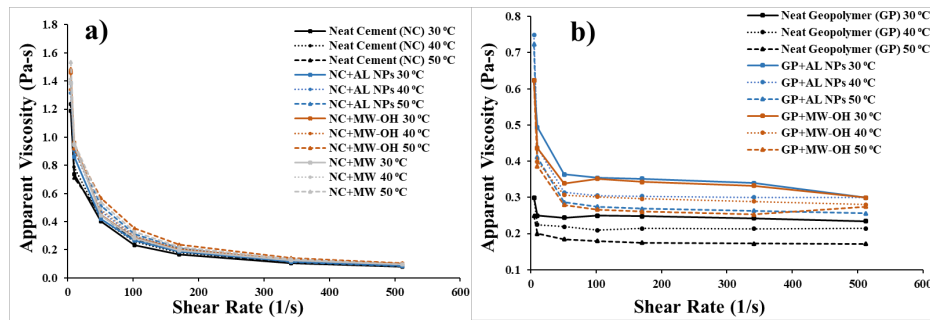 a)
Apparent Viscosity (Pa-s)
1.8
1.6
1.4
1.2
1.0
0.8
0.6
0.4
0.2
0.0
0 100 200 300 400 500 600
Shear Rate (1/s)
Neat Cement (NC) 30 ºC
Neat Cement (NC) 40 ºC
Neat Cement (NC) 50 ºC
NC+AL NPs 30 ºC
NC+AL NPs 40 ºC
NC+AL NPs 50 ºC
NC+MW-OH 30 ºC
NC+MW-OH 40 ºC
NC+MW-OH 50 ºC
NC+MW 30 ºC
NC+MW 40 ºC
NC+MW 50 ºC
b)
Apparent Viscosity (Pa-s)
0.8
0.7
0.6
0.5
0.4
0.3
0.2
0.1
0 100 200 300 400 500 600
Shear Rate (1/s)
Neat Geopolymer (GP) 30 ºC
Neat Geopolymer (GP) 40 ºC
Neat Geopolymer (GP) 50 ºC
GP+AL NPs 30 ºC
GP+AL NPs 40 ºC
GP+AL NPs 50 ºC
GP+MW-OH 30 ºC
GP+MW-OH 40 ºC
GP+MW-OH 50 ºC